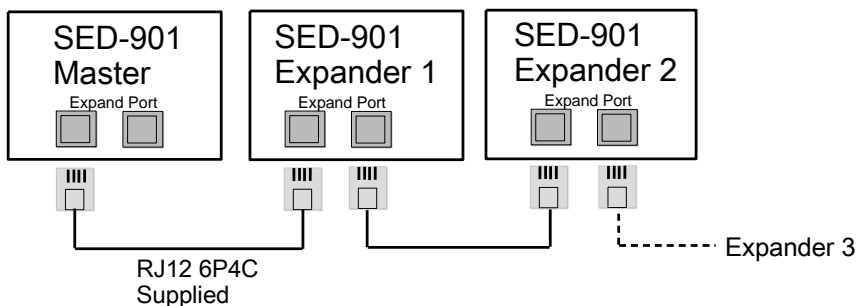 SED-901
Master
Expand Port
SED-901
Expander 1
Expand Port
SED-901
Expander 2
Expand Port
RJ12 6P4C
Supplied
Expander 3